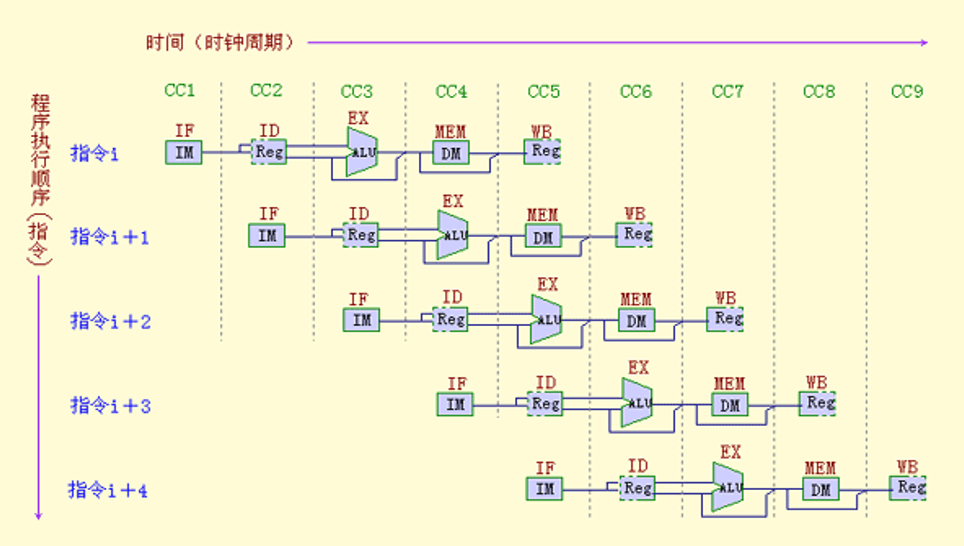 时间（时钟周期）
CC1 CC2 CC3 CC4 CC5 CC6 CC7 CC8 CC9
程序执行顺序（指令）
IF ID EX MEM WB
指令i IM Reg ALU DM Reg
IF ID EX MEM WB
指令i＋1 IM Reg ALU DM Reg
IF ID EX MEM WB
指令i＋2 IM Reg ALU DM Reg
IF ID EX MEM WB
指令i＋3 IM Reg ALU DM Reg
IF ID EX MEM WB
指令i＋4 IM Reg ALU DM Reg